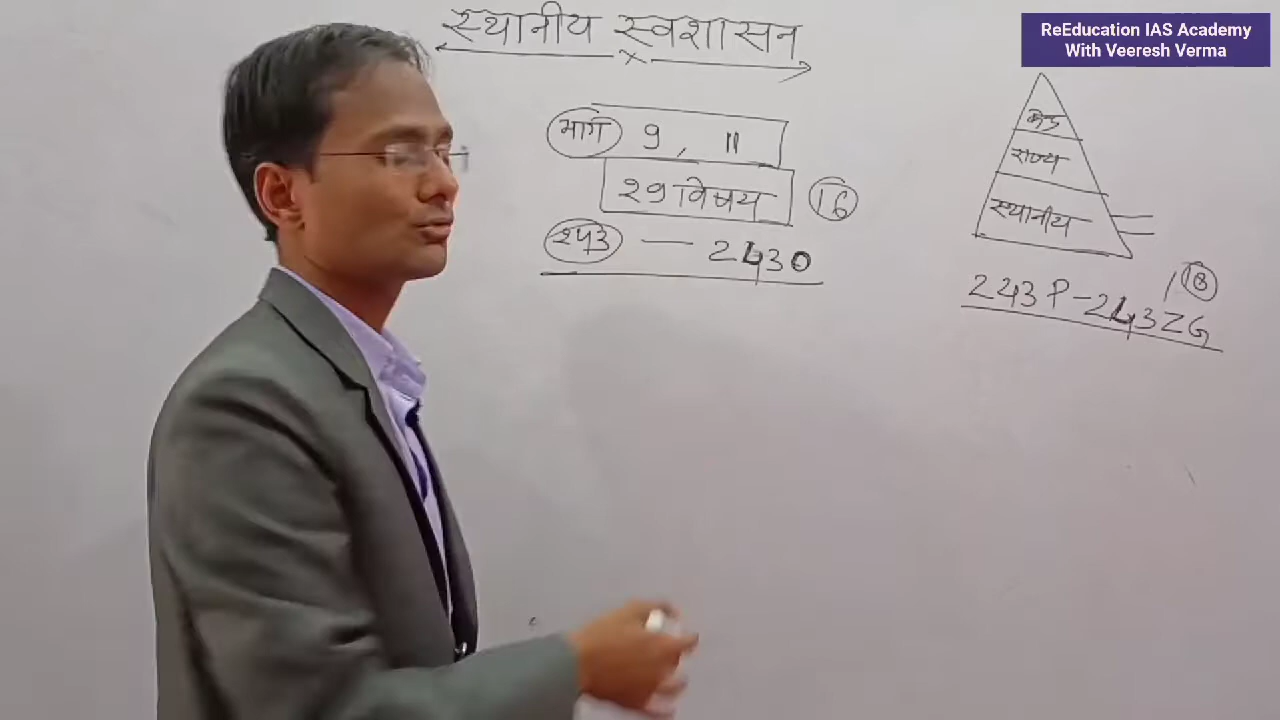 स्थानीय स्वशासन
ReEducation IAS Academy
With Veeresh Verma
भाग 9, 11
केंद्र
राज्य
स्थानीय
29 विषय 16
243 — 243O
243P-243ZG / 18